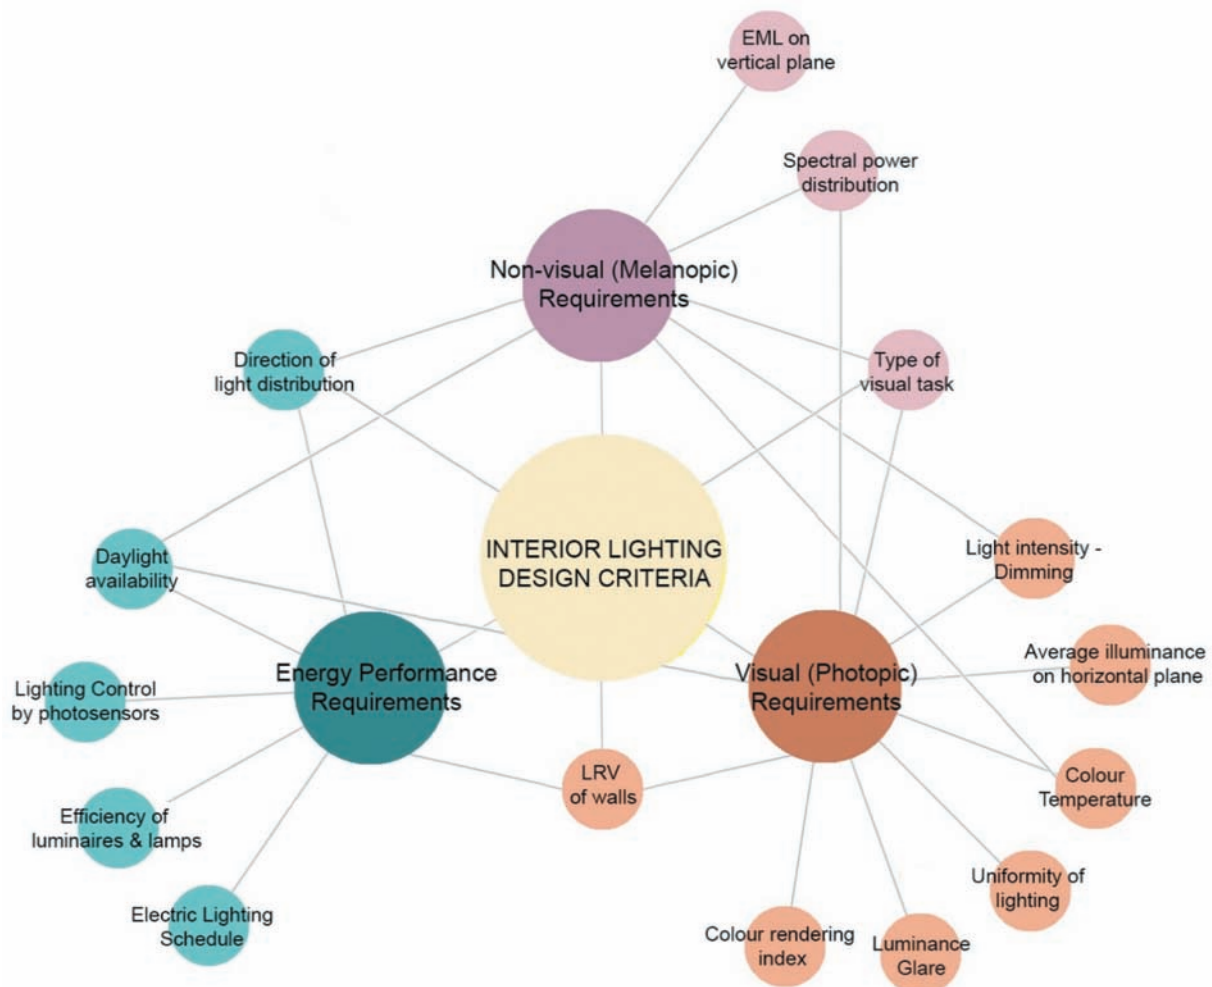 EML on
vertical plane
Spectral power
distribution
Non-visual (Melanopic)
Requirements
Direction of
light distribution
Type of
visual task
INTERIOR LIGHTING
DESIGN CRITERIA
Daylight
availability
Light intensity -
Dimming
Energy Performance
Requirements
Visual (Photopic)
Requirements
Average illuminance
on horizontal plane
Lighting Control
by photosensors
LRV
of walls
Colour
Temperature
Efficiency of
luminaires & lamps
Uniformity of
lighting
Electric Lighting
Schedule
Colour rendering
index
Luminance
Glare